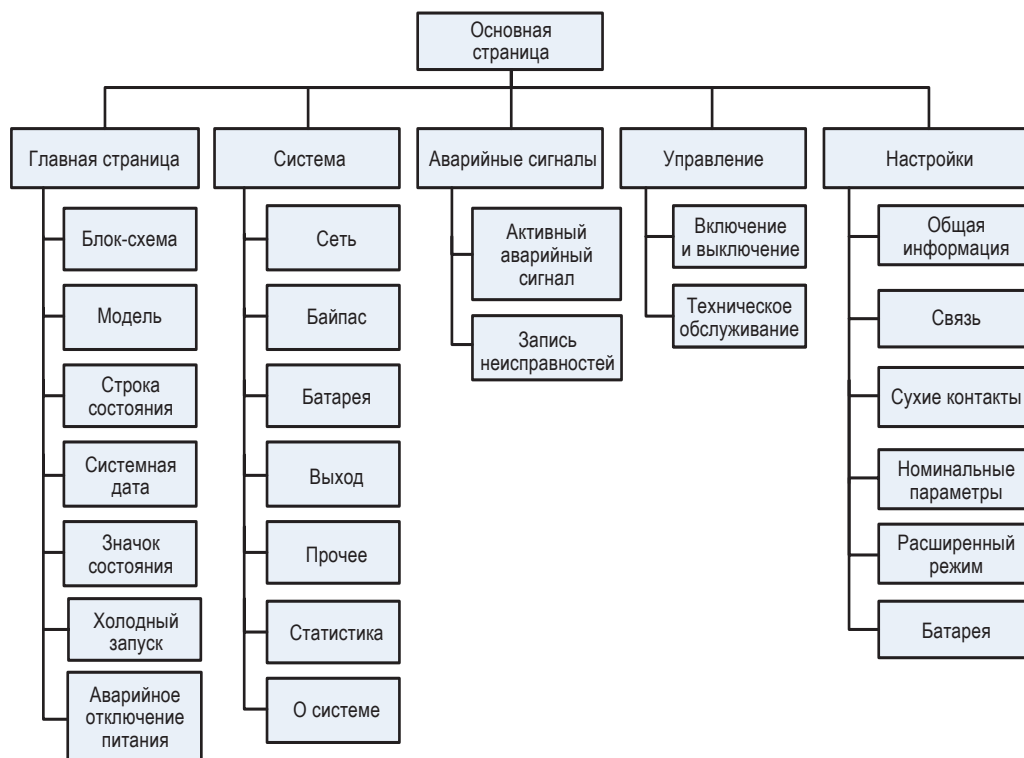 Основная
страница
Главная страница
Система
Аварийные сигналы
Управление
Настройки
Блок-схема
Модель
Строка
состояния
Системная
дата
Значок
состояния
Холодный
запуск
Аварийное
отключение
питания
Сеть
Байпас
Батарея
Выход
Прочее
Статистика
О системе
Активный
аварийный
сигнал
Запись
неисправностей
Включение
и выключение
Техническое
обслуживание
Общая
информация
Связь
Сухие контакты
Номинальные
параметры
Расширенный
режим
Батарея